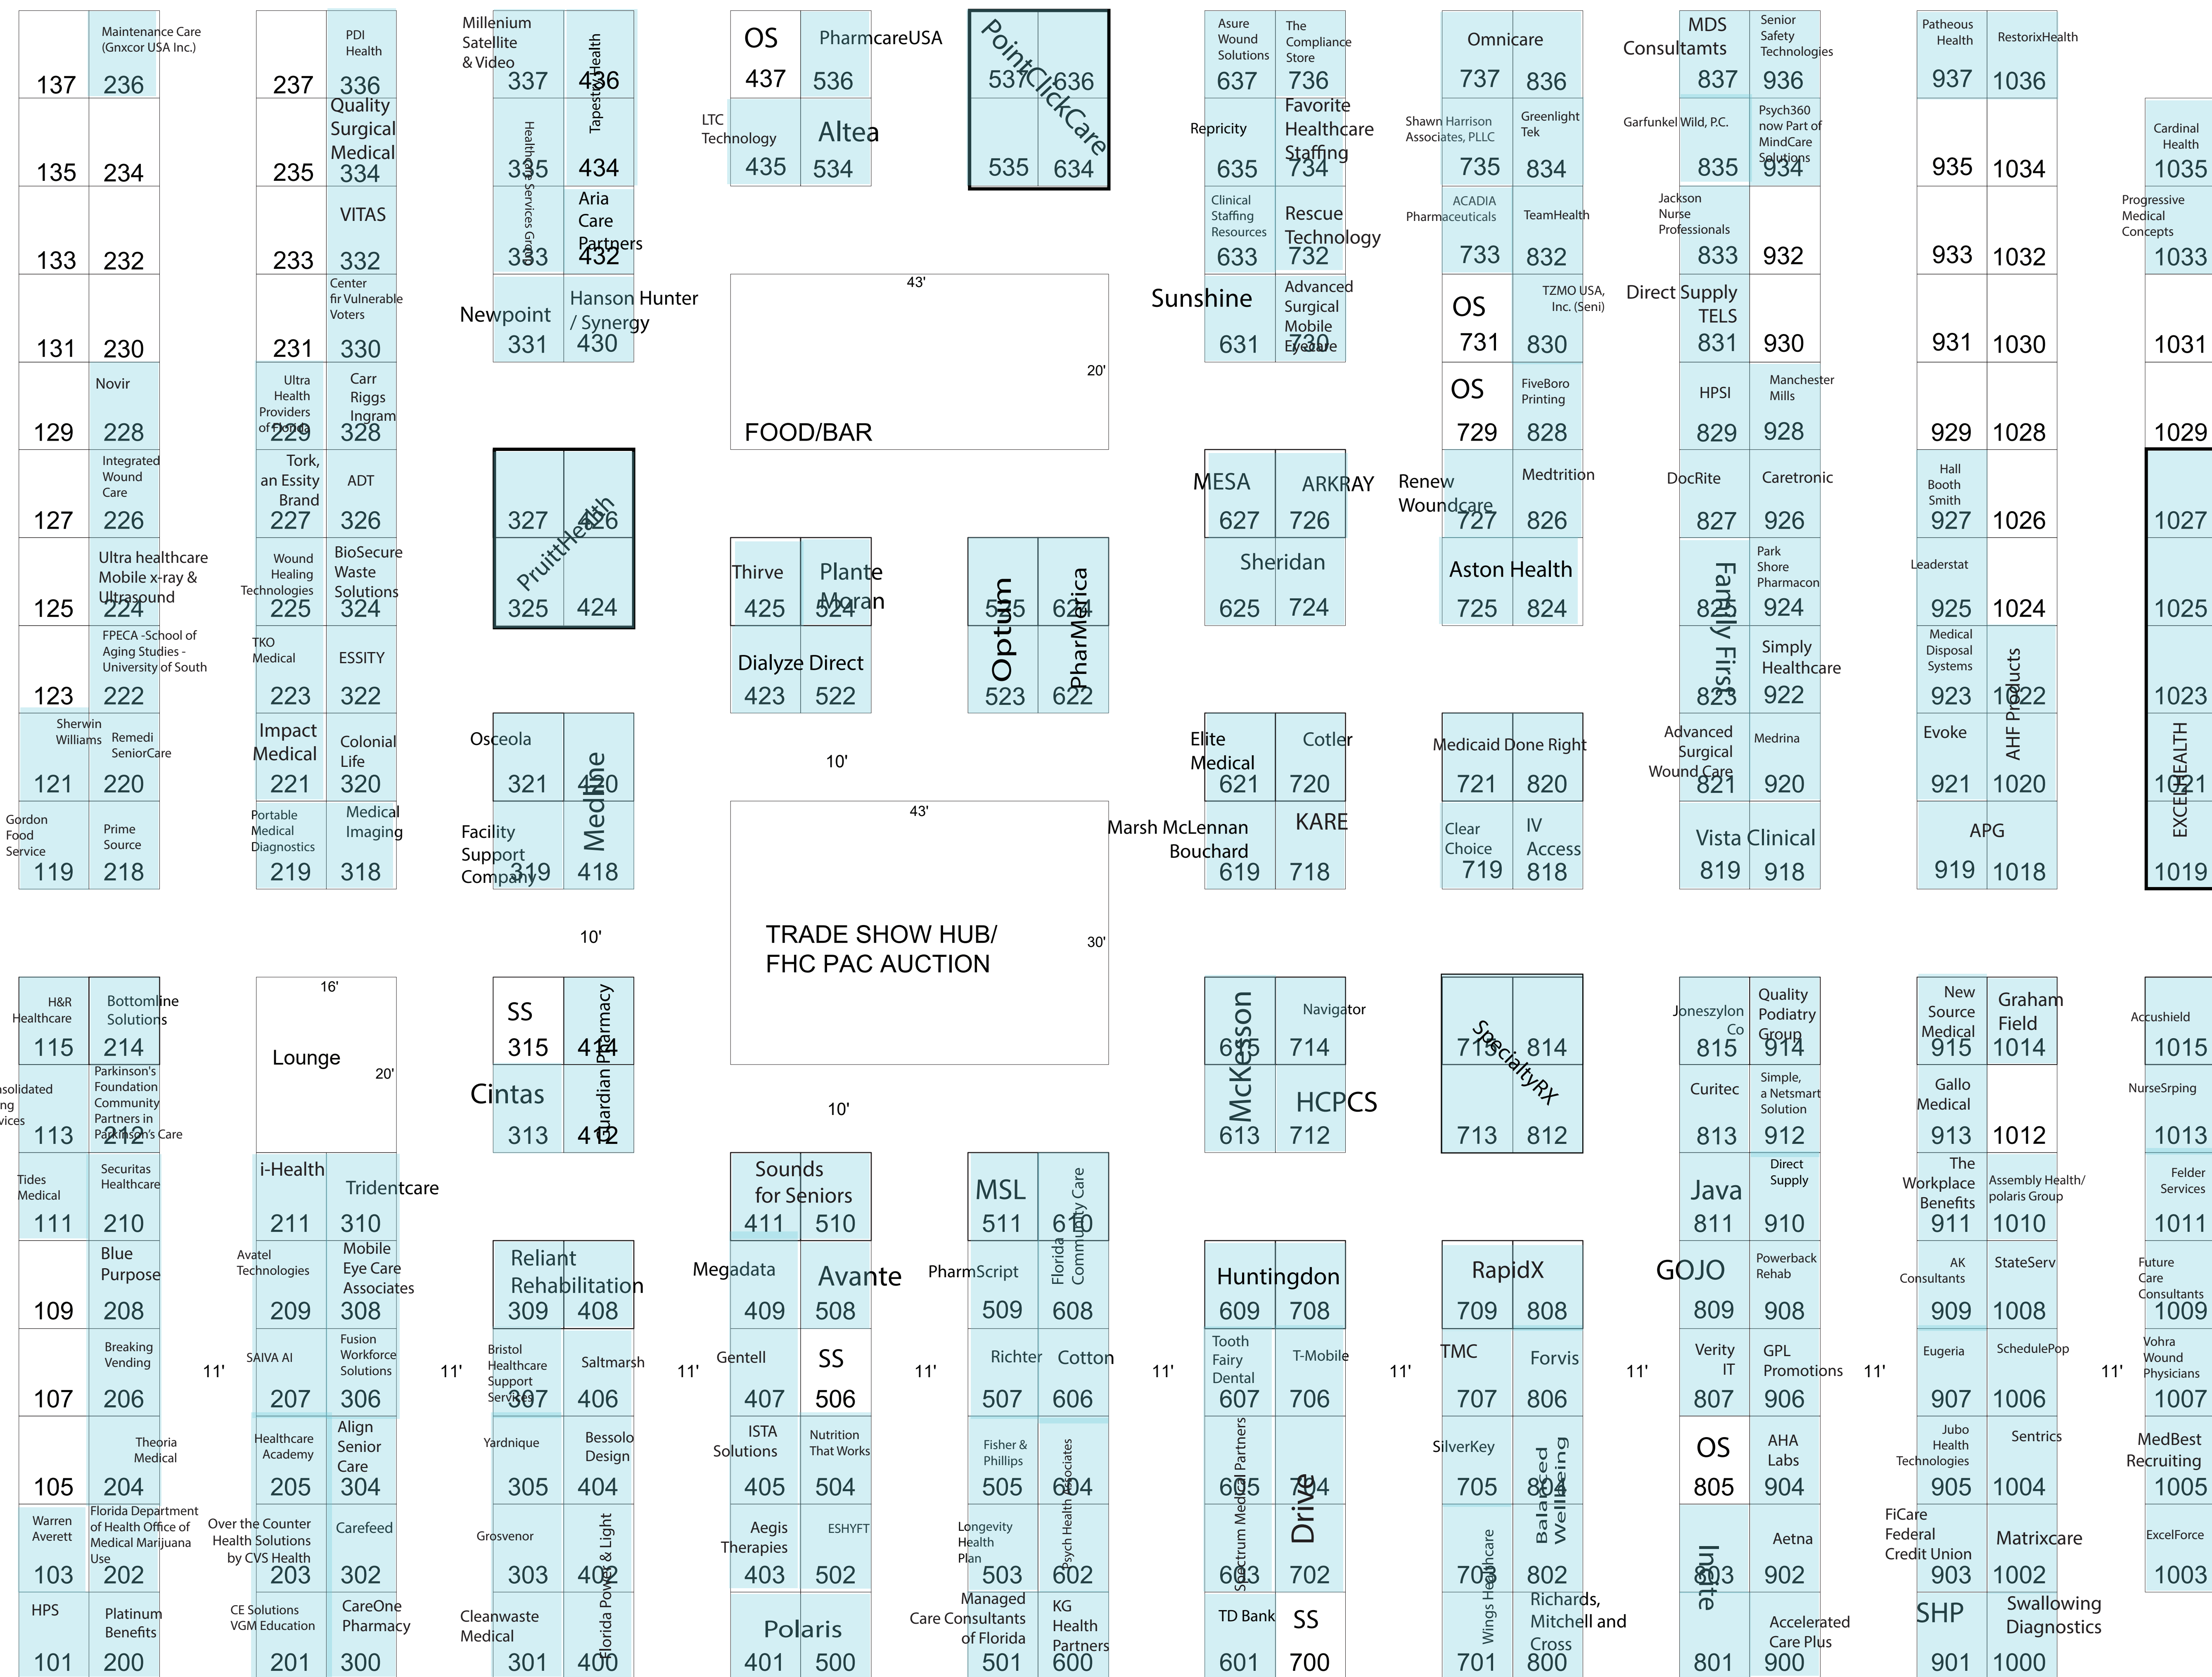 Maintenance Care
(Gnxcor USA Inc.)
137 236
PDI
Health
237 336
Millenium
Satellite
& Video
337 436
Tapestry Health
OS
437
PharmcareUSA
536
PointClickCare
537 636
Asure
Wound
Solutions
637
The
Compliance
Store
736
Omnicare
737 836
MDS
Consultamts
837
Senior
Safety
Technologies
936
Patheous
Health
937
RestorixHealth
1036
135 234
235
Quality
Surgical
Medical
334
Healthcare Services Group
335 434
LTC
Technology
435
Altea
534
535 634
Repricity
635
Favorite
Healthcare
Staffing
734
Shawn Harrison
Associates, PLLC
735
Greenlight
Tek
834
Garfunkel Wild, P.C.
835
Psych360
now Part of
MindCare
Solutions
934
935 1034
Cardinal
Health
1035
133 232
233
VITAS
332
333
Aria
Care
Partners
432
Clinical
Staffing
Resources
633
Rescue
Technology
732
ACADIA
Pharmaceuticals
733
TeamHealth
832
Jackson
Nurse
Professionals
833 932
933 1032
Progressive
Medical
Concepts
1033
131 230
231
Center
fir Vulnerable
Voters
330
Newpoint
331
Hanson Hunter
/ Synergy
430
43'
20'
FOOD/BAR
Sunshine
631
Advanced
Surgical
Mobile
Eyecare
730
OS
731
TZMO USA,
Inc. (Seni)
830
Direct Supply
TELS
831 930
931 1030
1031
129
Novir
228
Ultra
Health
Providers
of Florida
229
Carr
Riggs
Ingram
328
OS
729
FiveBoro
Printing
828
HPSI
829
Manchester
Mills
928
929 1028
1029
127
Integrated
Wound
Care
226
Tork,
an Essity
Brand
227
ADT
326
PruittHealth
327 426
MESA
627
ARKRAY
726
Renew
Woundcare
727
Medtrition
826
DocRite
827
Caretronic
926
Hall
Booth
Smith
927 1026
1027
125
Ultra healthcare
Mobile x-ray &
Ultrasound
224
Wound
Healing
Technologies
225
BioSecure
Waste
Solutions
324
325 424
Thirve
425
Plante
Moran
524
Optum
525
PharMerica
624
Sheridan
625 724
Aston Health
725 824
Family First
825
Park
Shore
Pharmacon
924
Leaderstat
925 1024
1025
123
FPECA -School of
Aging Studies -
University of South
222
TKO
Medical
223
ESSITY
322
Dialyze Direct
423 522
523 622
823
Simply
Healthcare
922
Medical
Disposal
Systems
923
AHF Products
1022
1023
Sherwin
Williams
121
Remedi
SeniorCare
220
Impact
Medical
221
Colonial
Life
320
Osceola
321
Medline
420
10'
Elite
Medical
621
Cotler
720
Medicaid Done Right
721 820
Advanced
Surgical
Wound Care
821
Medrina
920
Evoke
921 1020
EXCELHEALTH
1021
Gordon
Food
Service
119
Prime
Source
218
Portable
Medical
Diagnostics
219
Medical
Imaging
318
Facility
Support
Company
319 418
43'
30'
TRADE SHOW HUB/
FHC PAC AUCTION
Marsh McLennan
Bouchard
619
KARE
718
Clear
Choice
719
IV
Access
818
Vista Clinical
819 918
APG
919 1018
1019
10'
H&R
Healthcare
115
Bottomline
Solutions
214
16'
Lounge
20'
SS
315
Guardian Pharmacy
414
McKesson
615
Navigator
714
SpecialtyRX
715 814
Joneszylon
Co
815
Quality
Podiatry
Group
914
New
Source
Medical
915
Graham
Field
1014
Accushield
1015
solidated
ng
vices
113
Parkinson's
Foundation
Community
Partners in
Parkinson's Care
212
Cintas
313 412
10'
613
HCPCS
712
713 812
Curitec
813
Simple,
a Netsmart
Solution
912
Gallo
Medical
913 1012
NurseSrping
1013
Tides
Medical
111
Securitas
Healthcare
210
i-Health
211
Tridentcare
310
Sounds
for Seniors
411 510
MSL
511
Florida
Community Care
610
Java
811
Direct
Supply
910
The
Workplace
Benefits
911
Assembly Health/
polaris Group
1010
Felder
Services
1011
109
Blue
Purpose
208
Avatel
Technologies
209
Mobile
Eye Care
Associates
308
Reliant
Rehabilitation
309 408
Megadata
409
Avante
508
PharmScript
509 608
Huntingdon
609 708
RapidX
709 808
GOJO
809
Powerback
Rehab
908
AK
Consultants
909
StateServ
1008
Future
Care
Consultants
1009
107
Breaking
Vending
206
11'
SAIVA AI
207
Fusion
Workforce
Solutions
306
11'
Bristol
Healthcare
Support
Services
307
Saltmarsh
406
11'
Gentell
407
SS
506
11'
Richter
507
Cotton
606
11'
Tooth
Fairy
Dental
607
T-Mobile
706
11'
TMC
707
Forvis
806
11'
Verity
IT
807
GPL
Promotions
906
11'
Eugeria
907
SchedulePop
1006
11'
Vohra
Wound
Physicians
1007
105
Theoria
Medical
204
Healthcare
Academy
205
Align
Senior
Care
304
Yardnique
305
Bessolo
Design
404
ISTA
Solutions
405
Nutrition
That Works
504
Fisher &
Phillips
505
Psych Health Associates
604
Spectrum Medical Partners
605
Drive
704
SilverKey
705
Balanced
Wellbeing
804
OS
805
AHA
Labs
904
Jubo
Health
Technologies
905
Sentrics
1004
MedBest
Recruiting
1005
Warren
Averett
103
Florida Department
of Health Office of
Medical Marijuana
Use
202
Over the Counter
Health Solutions
by CVS Health
203
Carefeed
302
Grosvenor
303
Florida Power & Light
402
Aegis
Therapies
403
ESHYFT
502
Longevity
Health
Plan
503 602
603 702
Wings Healthcare
703 802
Incite
803
Aetna
902
FiCare
Federal
Credit Union
903
Matrixcare
1002
ExcelForce
1003
HPS
101
Platinum
Benefits
200
CE Solutions
VGM Education
201
CareOne
Pharmacy
300
Cleanwaste
Medical
301 400
Polaris
401 500
Managed
Care Consultants
of Florida
501
KG
Health
Partners
600
TD Bank
601
SS
700
701
Richards,
Mitchell and
Cross
800
801
Accelerated
Care Plus
900
SHP
901
Swallowing
Diagnostics
1000